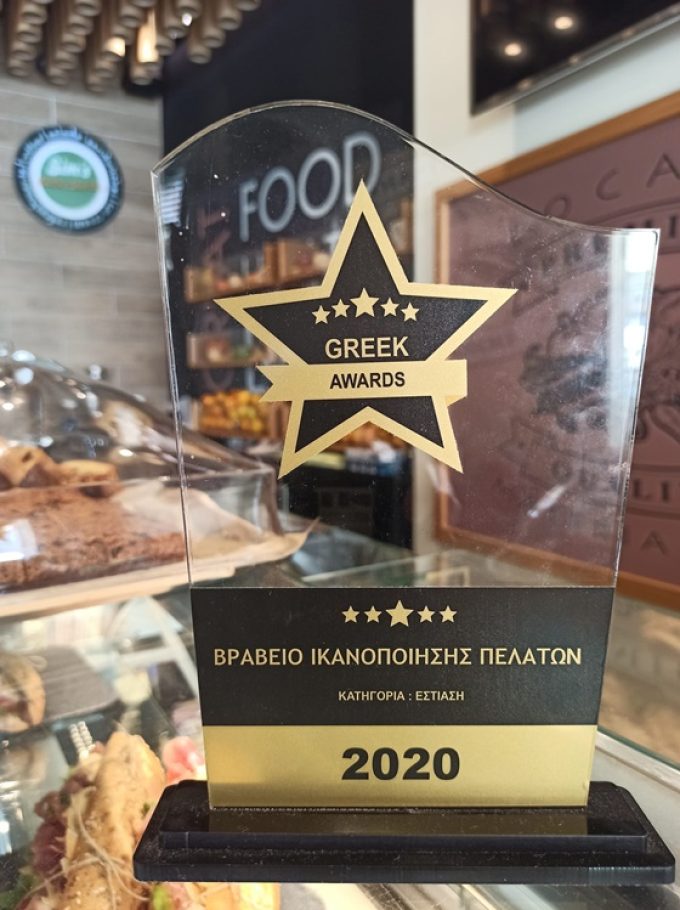 FOOD
GREEK
AWARDS
ΒΡΑΒΕΙΟ ΙΚΑΝΟΠΟΙΗΣΗΣ ΠΕΛΑΤΩΝ
ΚΑΤΗΓΟΡΙΑ : ΕΣΤΙΑΣΗ
2020